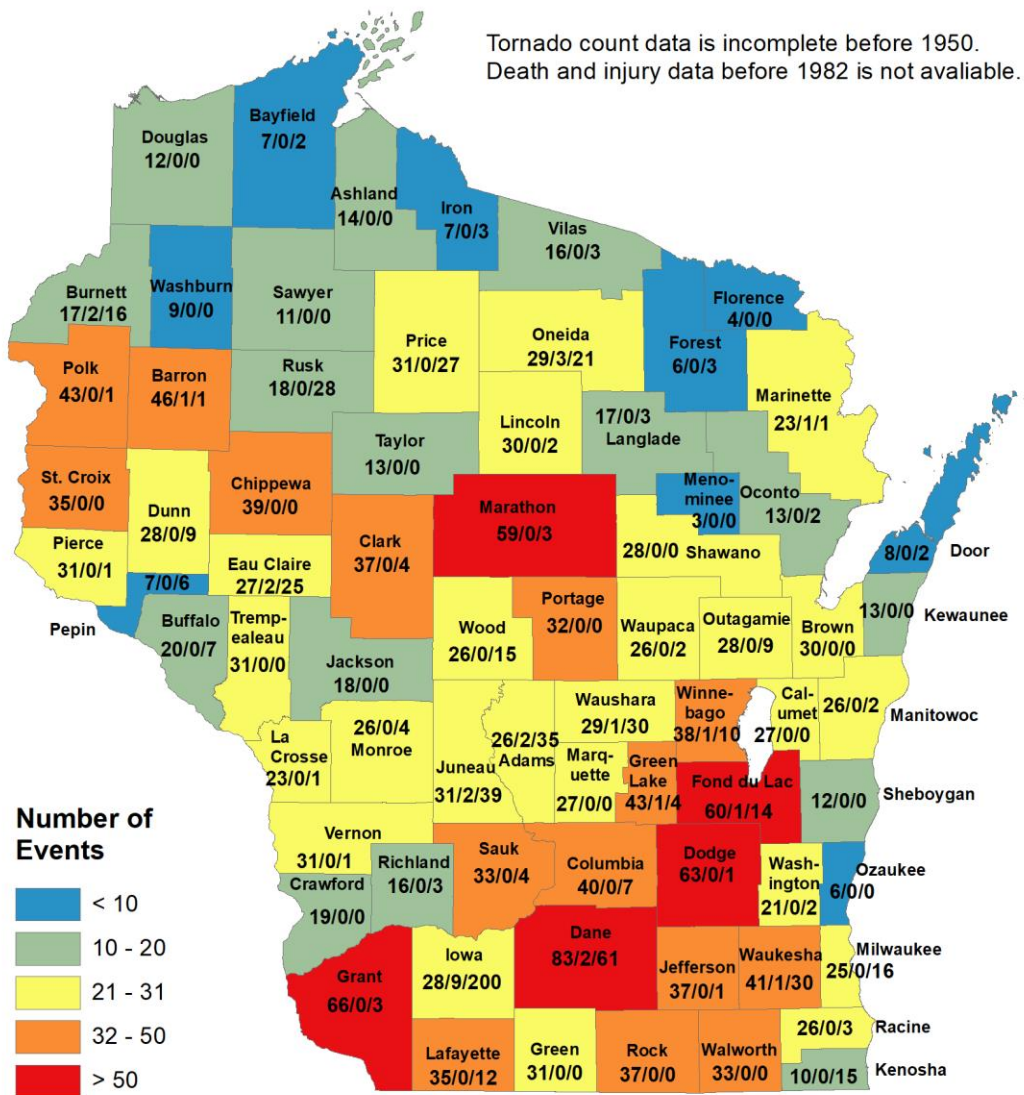 Tornado count data is incomplete before 1950.
Death and injury data before 1982 is not avaliable.
Douglas
12/0/0
Bayfield
7/0/2
Ashland
14/0/0
Iron
7/0/3
Vilas
16/0/3
Burnett
17/2/16
Washburn
9/0/0
Sawyer
11/0/0
Price
31/0/27
Oneida
29/3/21
Forest
6/0/3
Florence
4/0/0
Marinette
23/1/1
Polk
43/0/1
Barron
46/1/1
Rusk
18/0/28
Taylor
13/0/0
Lincoln
30/0/2
17/0/3
Langlade
Meno-
minee
3/0/0
Oconto
13/0/2
St. Croix
35/0/0
Dunn
28/0/9
Chippewa
39/0/0
Clark
37/0/4
Marathon
59/0/3
28/0/0 Shawano
8/0/2
Door
Pierce
31/0/1
7/0/6
Pepin
Eau Claire
27/2/25
Buffalo
20/0/7
Tremp-
ealeau
31/0/0
Jackson
18/0/0
Wood
26/0/15
Portage
32/0/0
Waupaca
26/0/2
Outagamie
28/0/9
Brown
30/0/0
13/0/0
Kewaunee
La
Crosse
23/0/1
26/0/4
Monroe
Juneau
31/2/39
26/2/35
Adams
Waushara
29/1/30
Marq-
uette
27/0/0
Green
Lake
43/1/4
Winne-
bago
38/1/10
Cal-
umet
27/0/0
26/0/2
Manitowoc
Fond du Lac
60/1/14
12/0/0
Sheboygan
Vernon
31/0/1
Crawford
19/0/0
Richland
16/0/3
Sauk
33/0/4
Columbia
40/0/7
Dodge
63/0/1
Wash-
ington
21/0/2
Ozaukee
6/0/0
Grant
66/0/3
Iowa
28/9/200
Dane
83/2/61
Jefferson
37/0/1
Waukesha
41/1/30
Milwaukee
25/0/16
Lafayette
35/0/12
Green
31/0/0
Rock
37/0/0
Walworth
33/0/0
26/0/3
Racine
10/0/15
Kenosha
Number of
Events
< 10
10 - 20
21 - 31
32 - 50
> 50